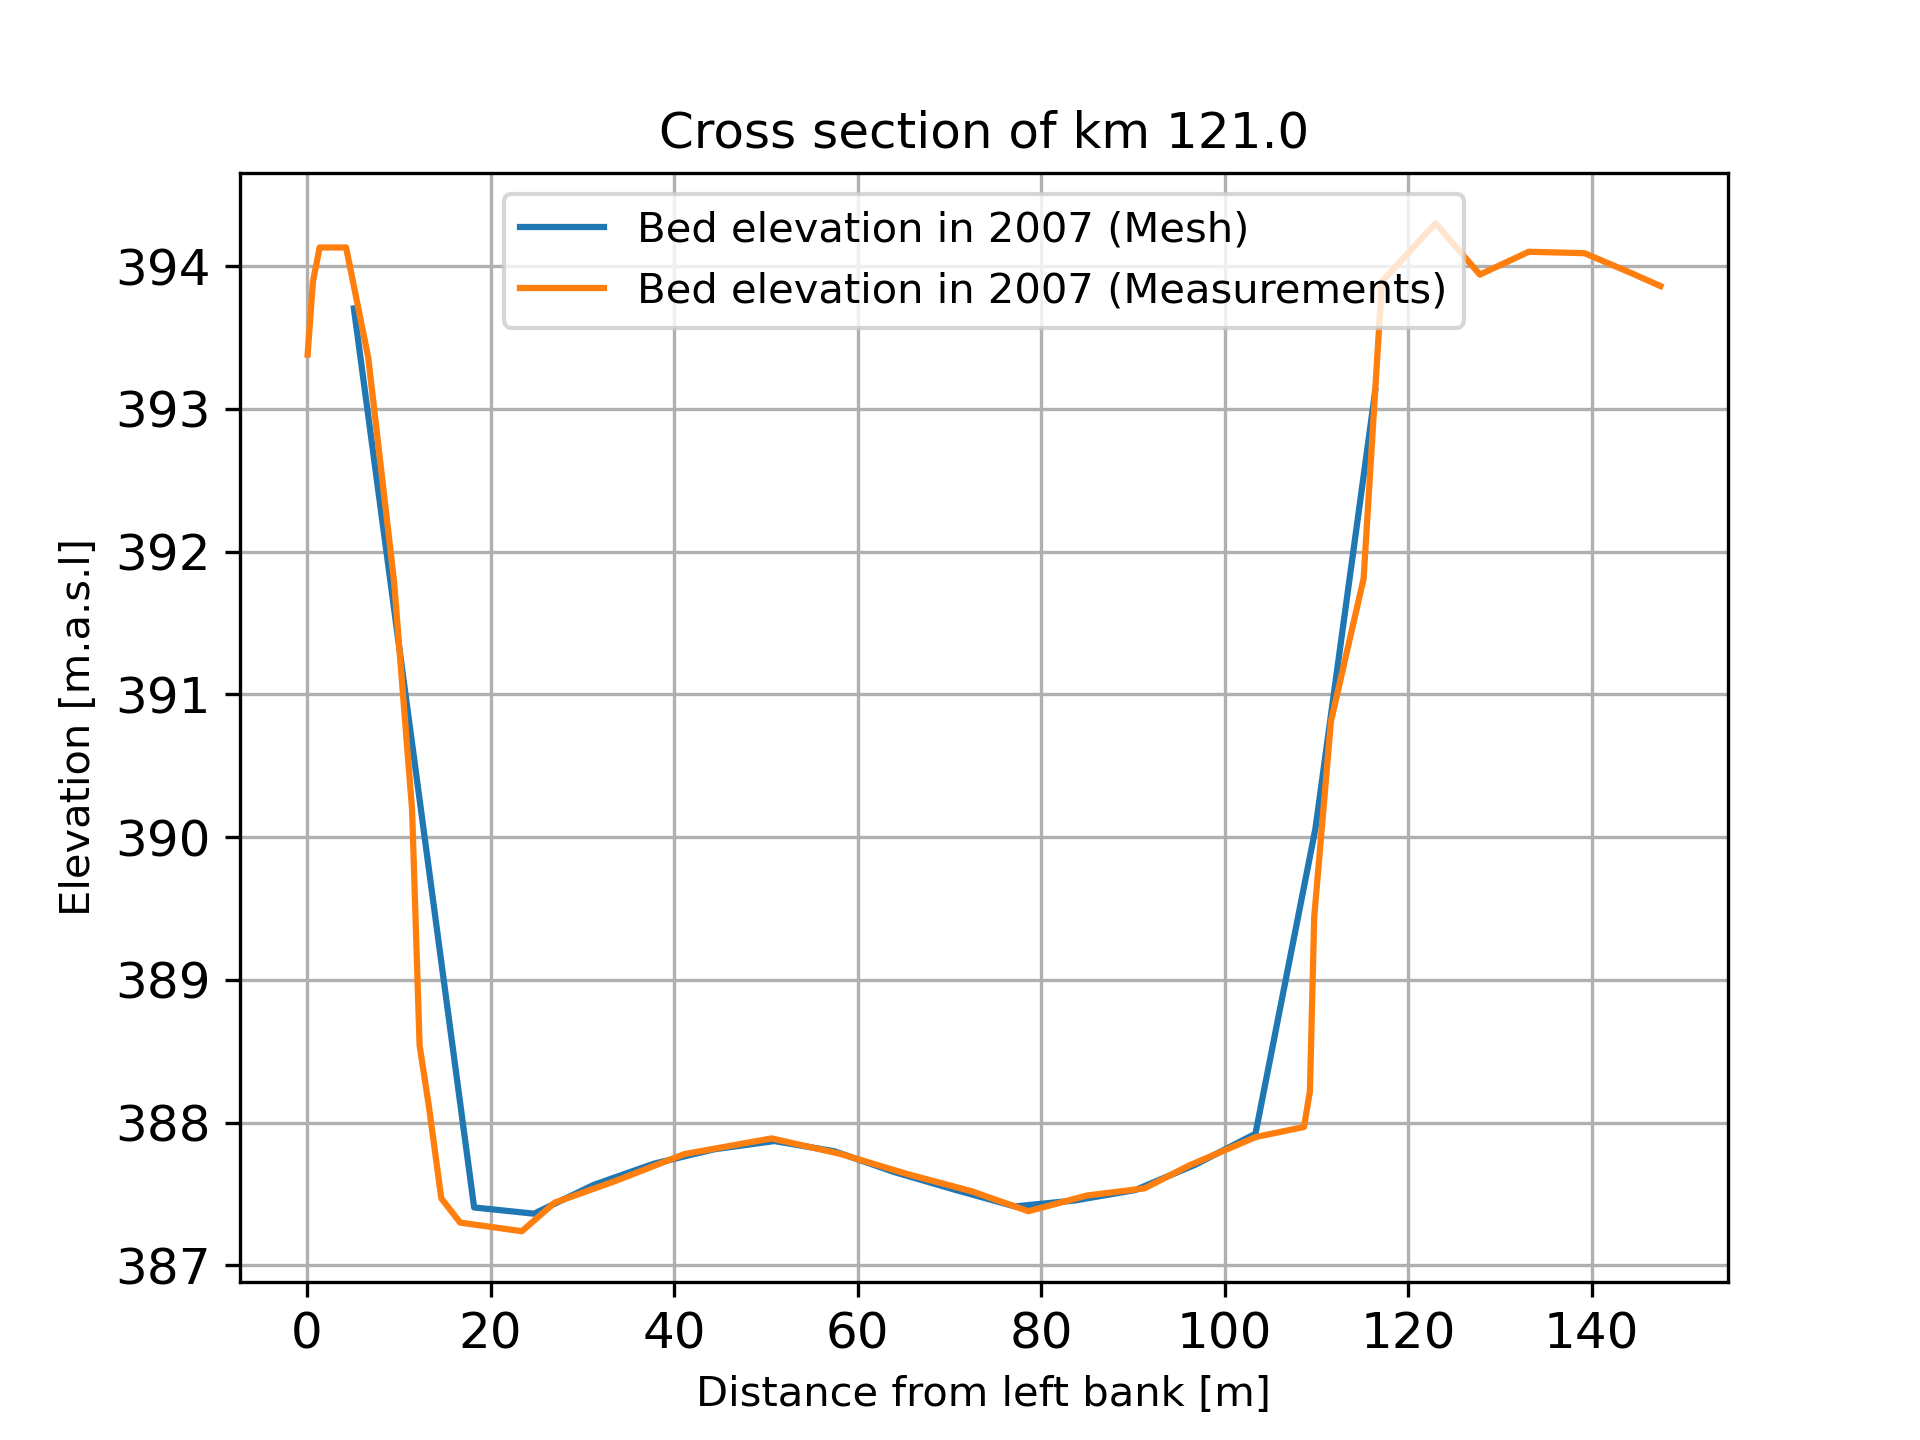 Cross section of km 121.0
Bed elevation in 2007 (Mesh)
Bed elevation in 2007 (Measurements)
394
393
392
391
390
389
388
387
Elevation [m.a.s.l]
0 20 40 60 80 100 120 140
Distance from left bank [m]